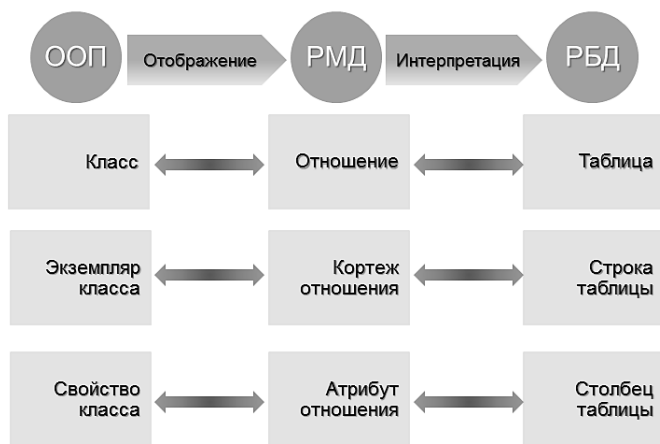 ООП
Отображение
РМД
Интерпретация
РБД
Класс
Отношение
Таблица
Экземпляр
класса
Кортеж
отношения
Строка
таблицы
Свойство
класса
Атрибут
отношения
Столбец
таблицы